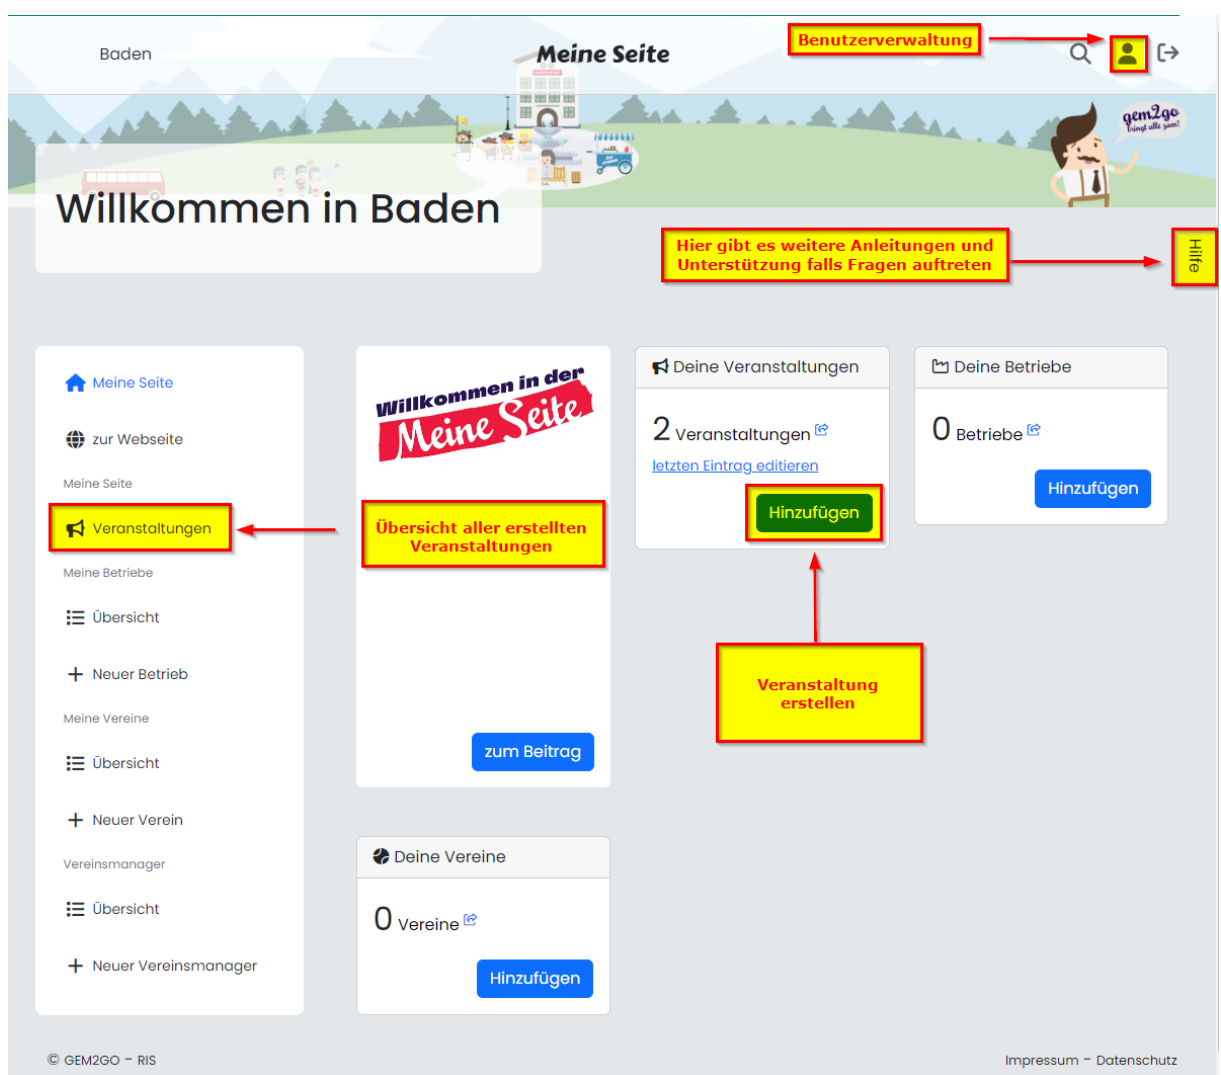 Baden
Meine Seite
Benutzerverwaltung
gem2go
bringt alle zam!
Willkommen in Baden
Hier gibt es weitere Anleitungen und
Unterstützung falls Fragen auftreten
Hilfe
Meine Seite
zur Webseite
Meine Seite
Veranstaltungen
Meine Betriebe
Übersicht
Neuer Betrieb
Meine Vereine
Übersicht
Neuer Verein
Vereinsmanager
Übersicht
Neuer Vereinsmanager
Willkommen in der
Meine Seite
Übersicht aller erstellten
Veranstaltungen
zum Beitrag
Deine Veranstaltungen
2 Veranstaltungen
letzten Eintrag editieren
Hinzufügen
Veranstaltung
erstellen
Deine Betriebe
0 Betriebe
Hinzufügen
Deine Vereine
0 Vereine
Hinzufügen
© GEM2GO - RIS
Impressum - Datenschutz